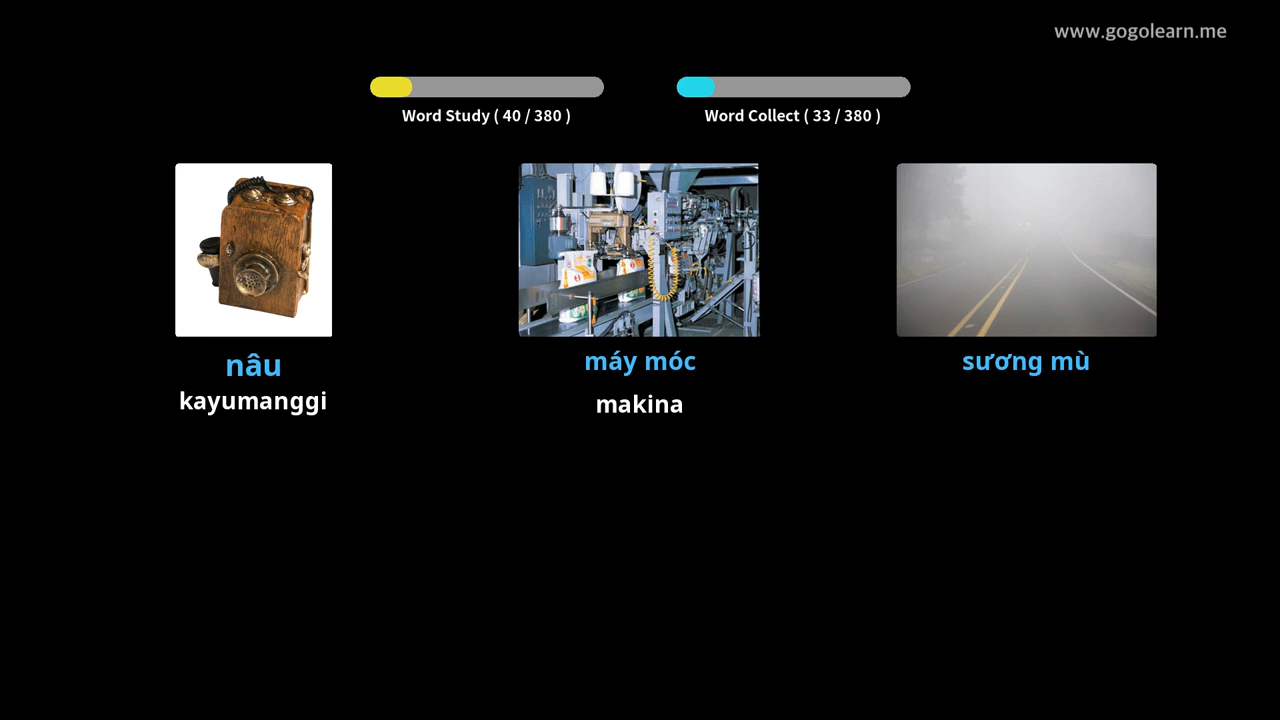 www.gogolearn.me
Word Study ( 40 / 380 )
Word Collect ( 33 / 380 )
nâu
máy móc
sương mù
kayumanggi
makina